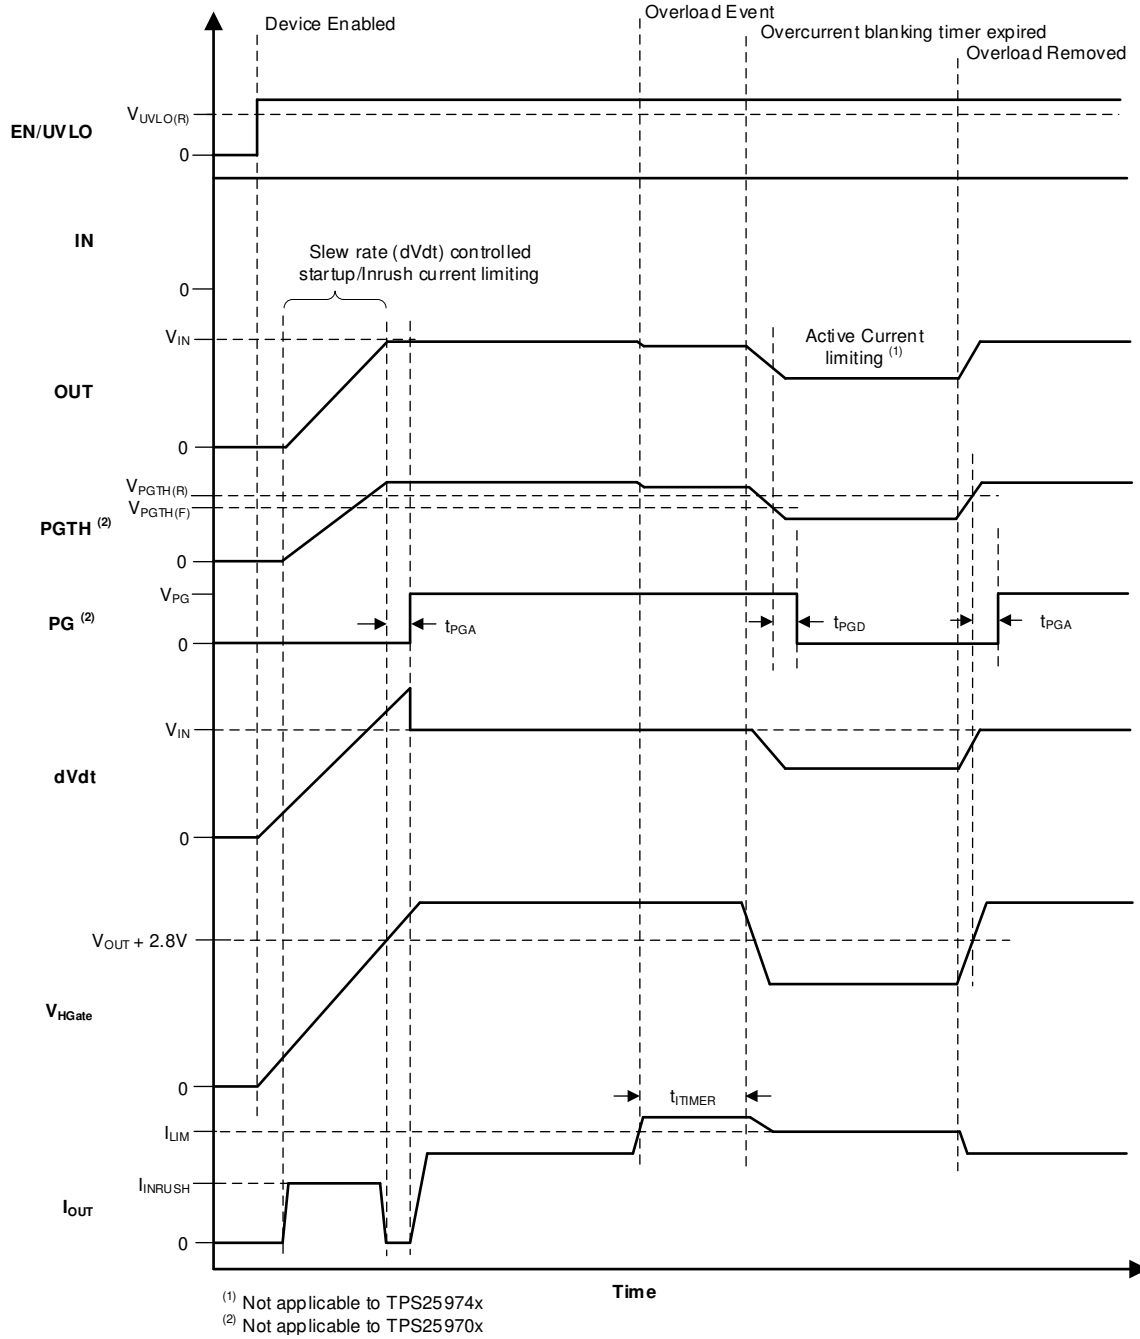 Device Enabled
Overload Event
Overcurrent blanking timer expired
Overload Removed
EN/UVLO
VUVLO(R)
0
IN
0
Slew rate (dVdt) controlled
startup/Inrush current limiting
VIN
OUT
0
Active Current
limiting (1)
VPGTH(R)
VPGTH(F)
PGTH (2)
0
VPG
PG (2)
0
tPGA
tPGD
tPGA
VIN
dVdt
0
VOUT + 2.8V
VHGate
0
tITIMER
ILIM
IINRUSH
IOUT
0
Time
(1) Not applicable to TPS25974x
(2) Not applicable to TPS25970x